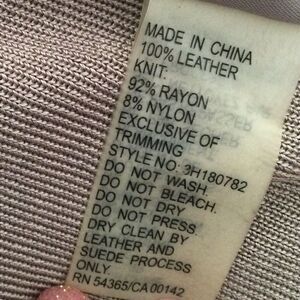 MADE IN CHINA
100% LEATHER
KNIT:
92% RAYON
8% NYLON
EXCLUSIVE OF
TRIMMING
STYLE NO: 3H180782
DO NOT WASH.
DO NOT BLEACH.
DO NOT DRY
DO NOT PRESS
DRY CLEAN BY
LEATHER AND
SUEDE PROCESS
ONLY.
RN 54365/CA 00142